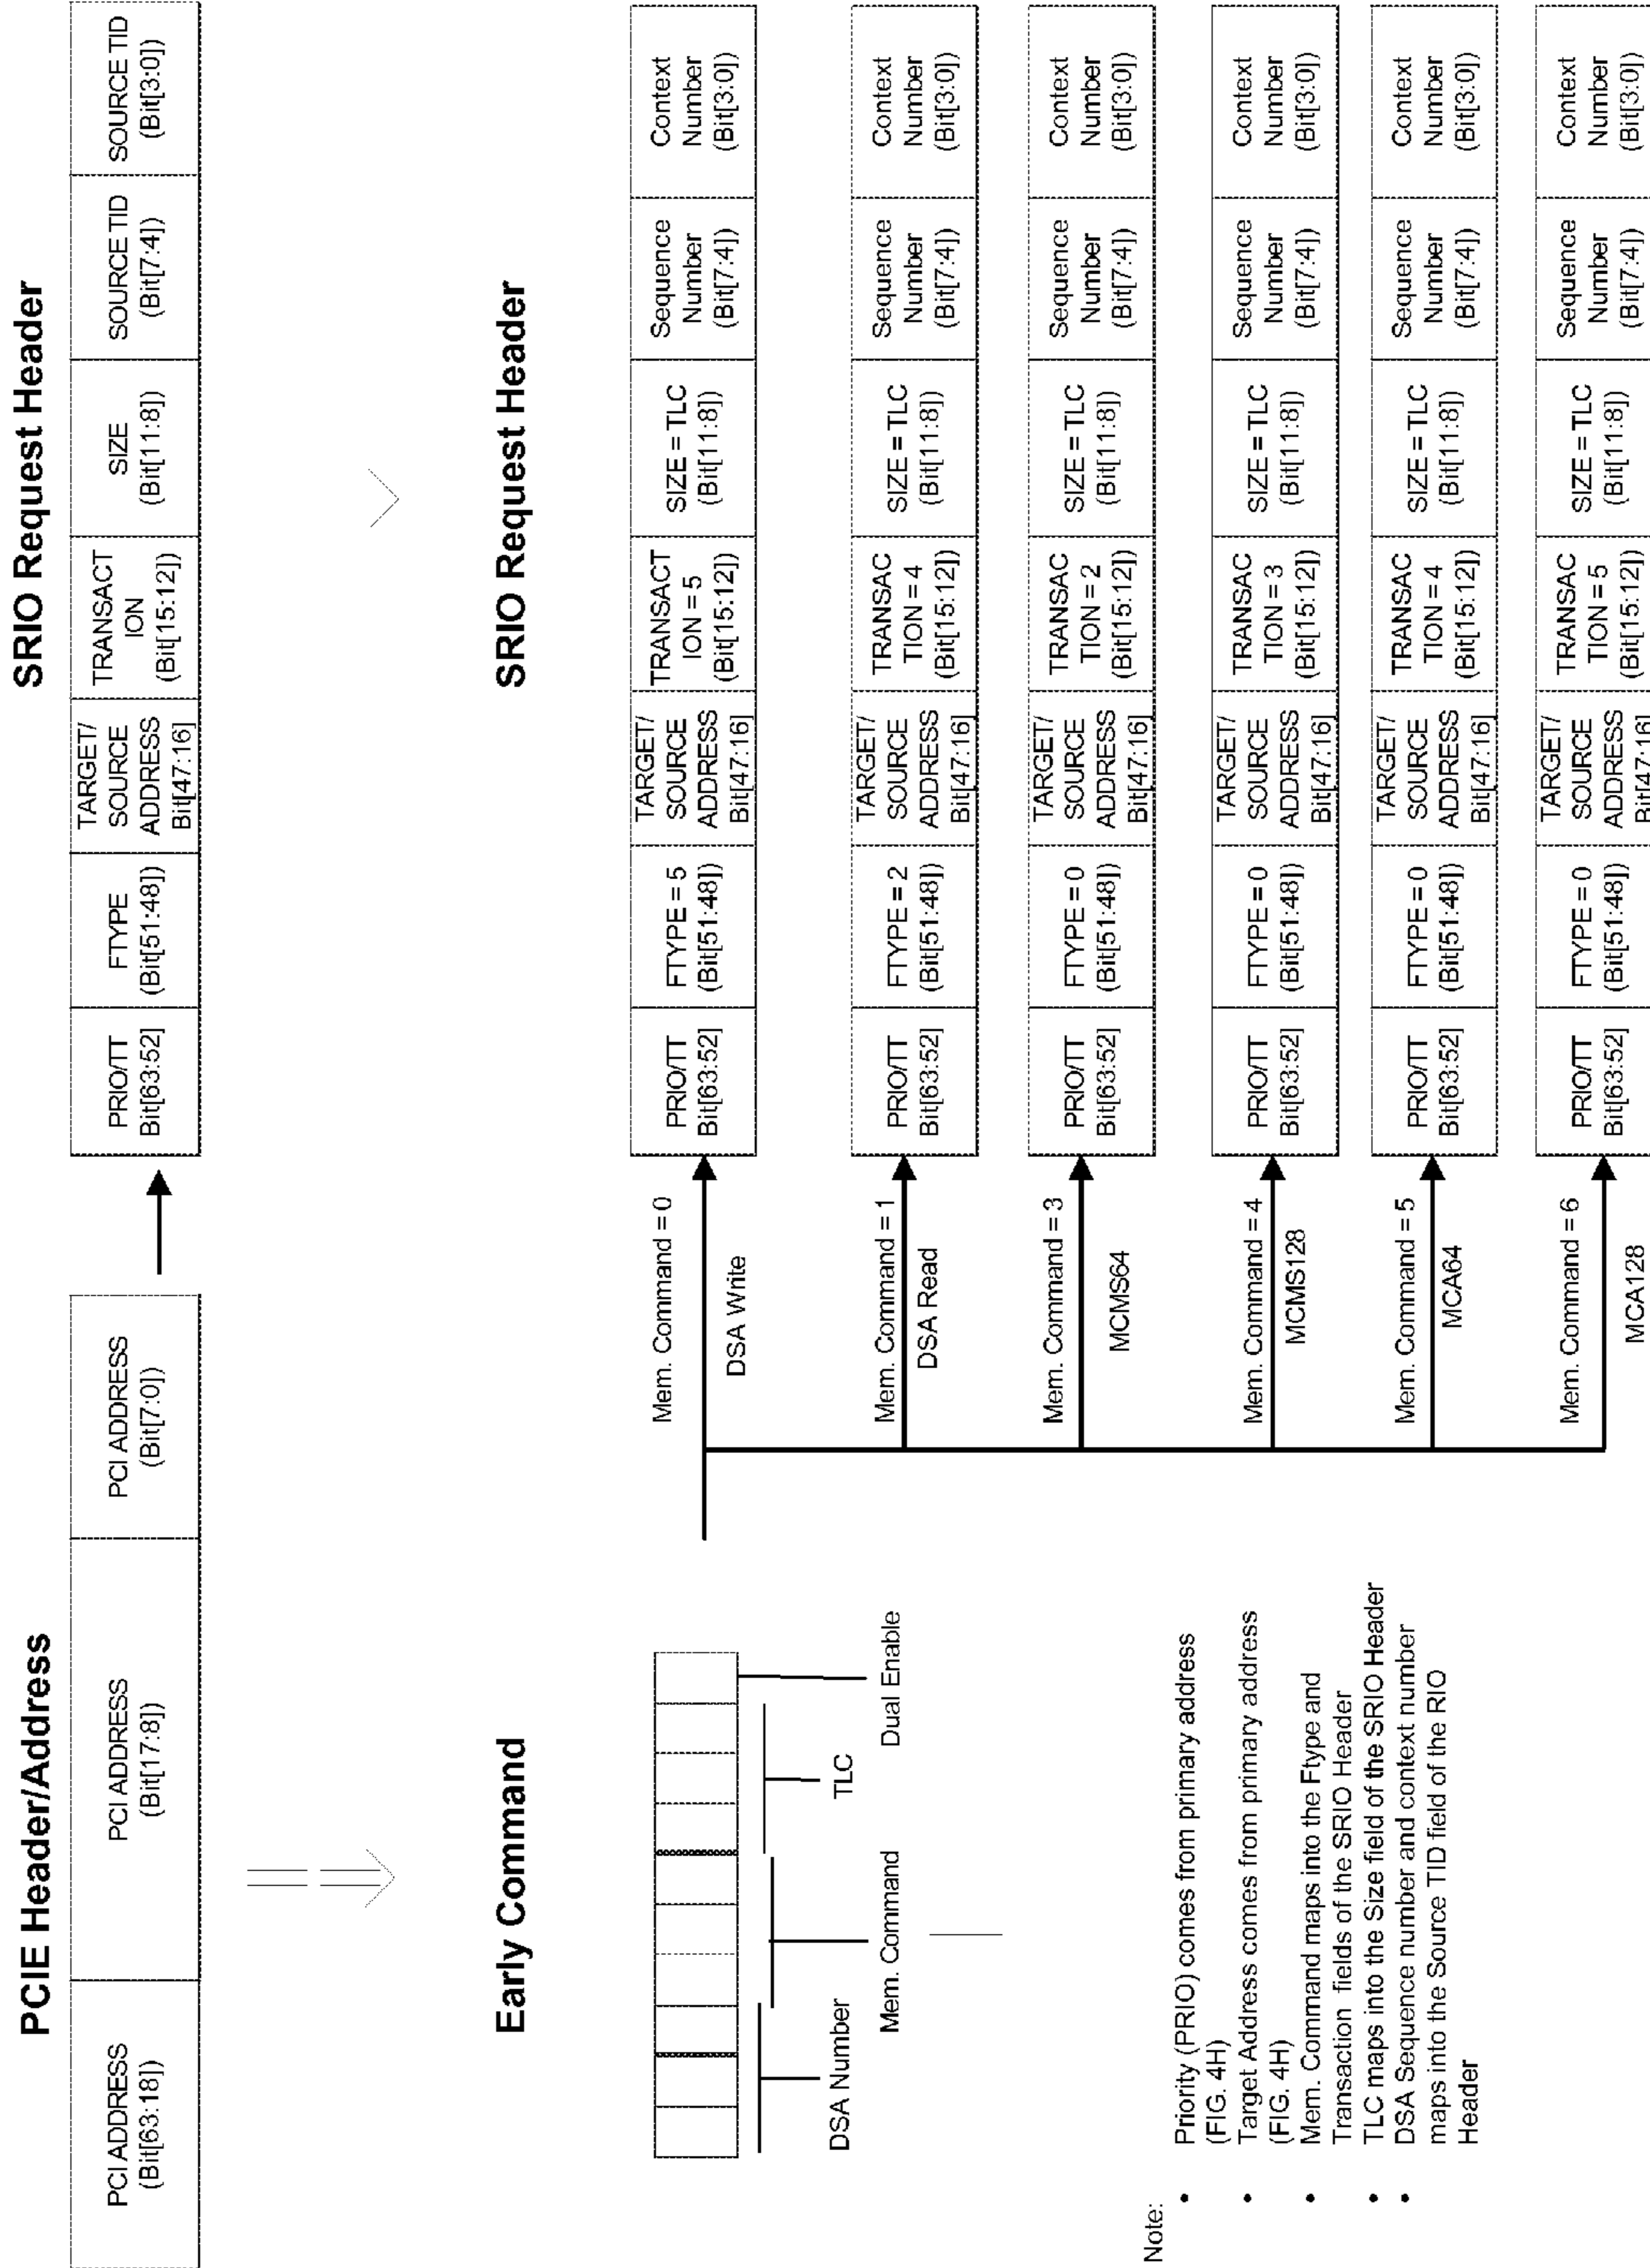 PCIE Header/Address
PCI ADDRESS
(Bit[63:18])
PCI ADDRESS
(Bit[17:8])
PCI ADDRESS
(Bit[7:0])
SRIO Request Header
PRIO/TT
Bit[63:52]
FTYPE
(Bit[51:48])
TARGET/
SOURCE
ADDRESS
Bit[47:16]
TRANSACT
ION
(Bit[15:12])
SIZE
(Bit[11:8])
SOURCE TID
(Bit[7:4])
SOURCE TID
(Bit[3:0])
Early Command
DSA Number
Mem. Command
TLC
Dual Enable
SRIO Request Header
Mem. Command = 0
DSA Write
PRIO/TT
Bit[63:52]
FTYPE = 5
(Bit[51:48])
TARGET/
SOURCE
ADDRESS
Bit[47:16]
TRANSACT
ION = 5
(Bit[15:12])
SIZE = TLC
(Bit[11:8])
Sequence
Number
(Bit[7:4])
Context
Number
(Bit[3:0])
Mem. Command = 1
DSA Read
PRIO/TT
Bit[63:52]
FTYPE = 2
(Bit[51:48])
TARGET/
SOURCE
ADDRESS
Bit[47:16]
TRANSAC
TION = 4
(Bit[15:12])
SIZE = TLC
(Bit[11:8])
Sequence
Number
(Bit[7:4])
Context
Number
(Bit[3:0])
Mem. Command = 3
MCMS64
PRIO/TT
Bit[63:52]
FTYPE = 0
(Bit[51:48])
TARGET/
SOURCE
ADDRESS
Bit[47:16]
TRANSAC
TION = 2
(Bit[15:12])
SIZE = TLC
(Bit[11:8])
Sequence
Number
(Bit[7:4])
Context
Number
(Bit[3:0])
Mem. Command = 4
MCMS128
PRIO/TT
Bit[63:52]
FTYPE = 0
(Bit[51:48])
TARGET/
SOURCE
ADDRESS
Bit[47:16]
TRANSAC
TION = 3
(Bit[15:12])
SIZE = TLC
(Bit[11:8])
Sequence
Number
(Bit[7:4])
Context
Number
(Bit[3:0])
Mem. Command = 5
MCA64
PRIO/TT
Bit[63:52]
FTYPE = 0
(Bit[51:48])
TARGET/
SOURCE
ADDRESS
Bit[47:16]
TRANSAC
TION = 4
(Bit[15:12])
SIZE = TLC
(Bit[11:8])
Sequence
Number
(Bit[7:4])
Context
Number
(Bit[3:0])
Mem. Command = 6
MCA128
PRIO/TT
Bit[63:52]
FTYPE = 0
(Bit[51:48])
TARGET/
SOURCE
ADDRESS
Bit[47:16]
TRANSAC
TION = 5
(Bit[15:12])
SIZE = TLC
(Bit[11:8])
Sequence
Number
(Bit[7:4])
Context
Number
(Bit[3:0])
Note:
• Priority (PRIO) comes from primary address
(FIG. 4H)
• Target Address comes from primary address
(FIG. 4H)
• Mem. Command maps into the Ftype and
Transaction fields of the SRIO Header
• TLC maps into the Size field of the SRIO Header
• DSA Sequence number and context number
maps into the Source TID field of the RIO
Header